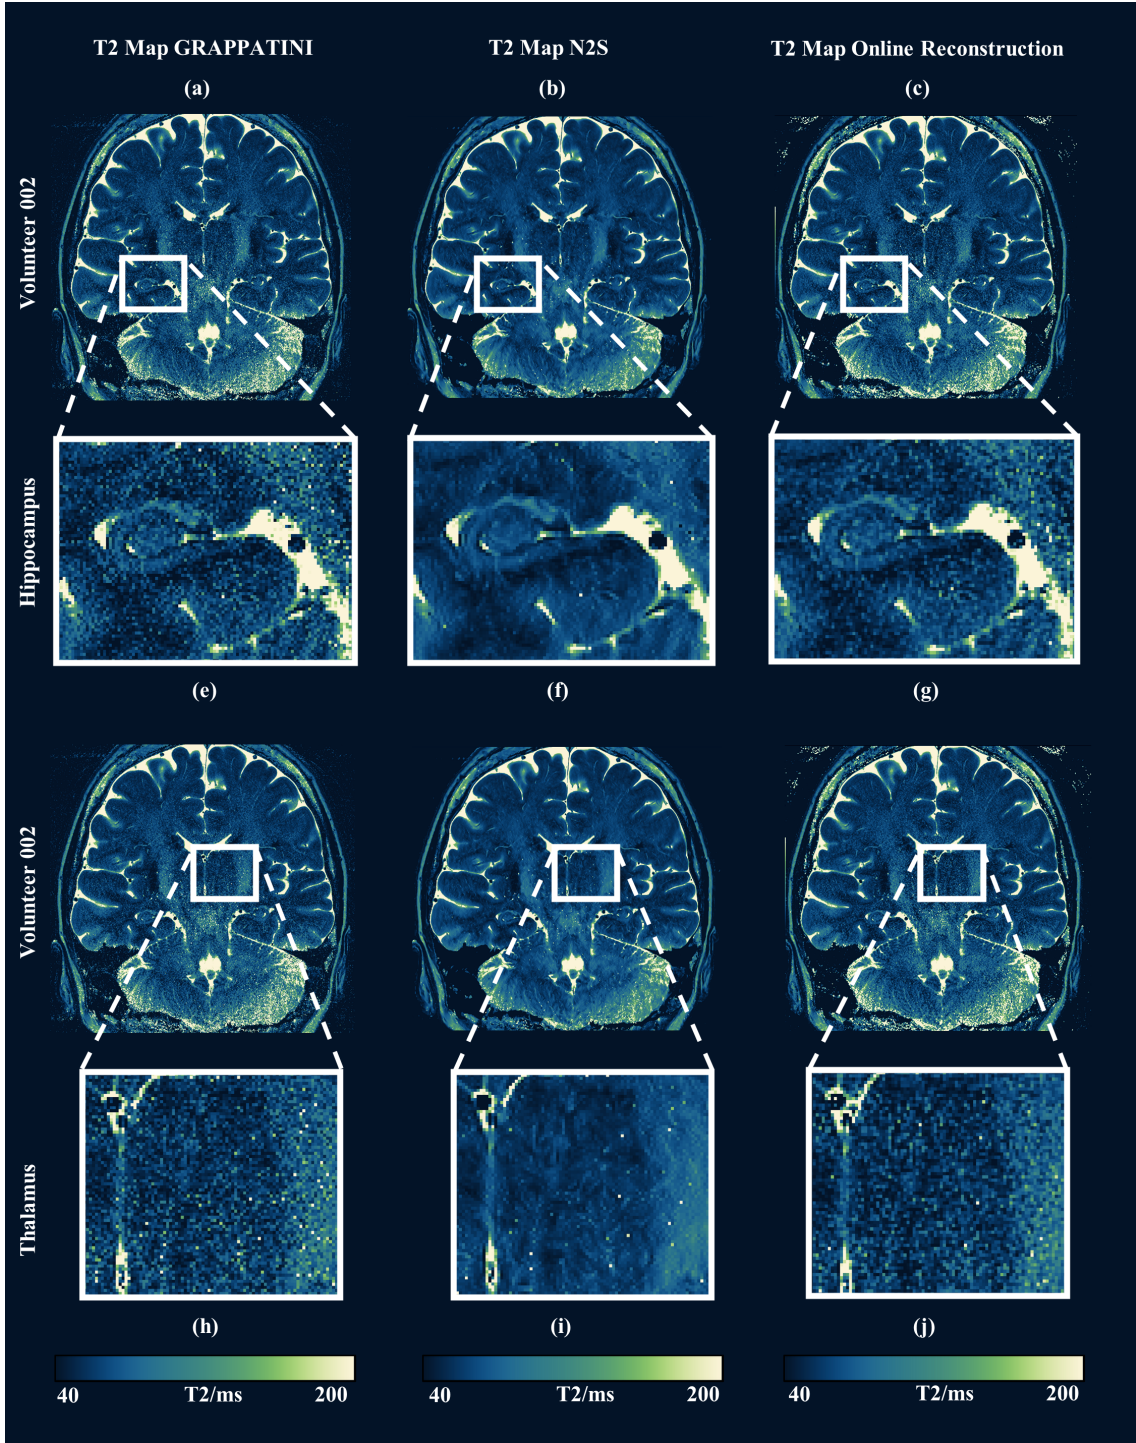 T2 Map GRAPPATINI
T2 Map N2S
T2 Map Online Reconstruction
(a)
(b)
(c)
Volunteer 002
Hippocampus
(e)
(f)
(g)
Volunteer 002
Thalamus
(h)
(i)
(j)
40 T2/ms 200
40 T2/ms 200
40 T2/ms 200